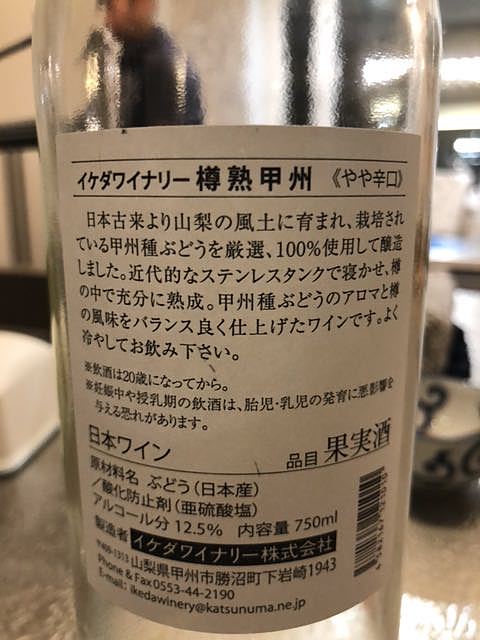 イケダワイナリー 樽熟甲州 《やや辛口》
日本古来より山梨の風土に育まれ、栽培され
ている甲州種ぶどうを厳選、100%使用して醸造
しました。近代的なステンレスタンクで寝かせ、樽
の中で充分に熟成。甲州種ぶどうのアロマと樽
の風味をバランス良く仕上げたワインです。よく
冷やしてお飲み下さい。
※飲酒は20歳になってから。
※妊娠中や授乳期の飲酒は、胎児・乳児の発育に悪影響を
与える恐れがあります。
日本ワイン 品目 果実酒
原材料名 ぶどう(日本産)
/酸化防止剤(亜硫酸塩)
アルコール分 12.5% 内容量 750ml
製造者 イケダワイナリー株式会社
〒409-1313 山梨県甲州市勝沼町下岩崎1943
Phone & Fax 0553-44-2190
E-mail: ikedawinery@katsunuma.ne.jp